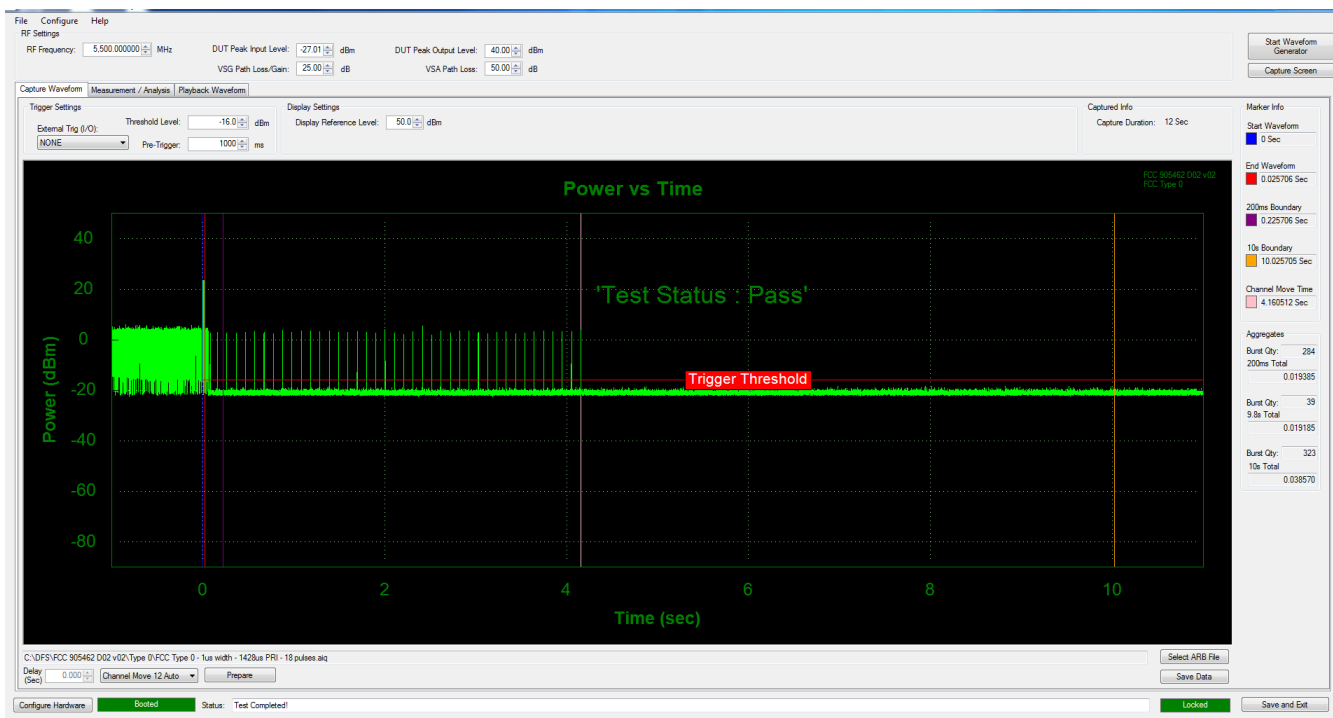 File Configure Help
RF Settings
RF Frequency: 5,500.000000 MHz DUT Peak Input Level: -27.01 dBm DUT Peak Output Level: 40.00 dBm
VSG Path Loss/Gain: 25.00 dB VSA Path Loss: 50.00 dB
Start Waveform Generator
Capture Screen
Capture Waveform Measurement / Analysis Playback Waveform
Trigger Settings
External Trig (I/O):
NONE
Threshold Level: -16.0 dBm
Pre-Trigger: 1000 ms
Display Settings
Display Reference Level: 50.0 dBm
Captured Info
Capture Duration: 12 Sec
Power vs Time
FCC 905462 D02 v02
FCC Type 0
'Test Status : Pass'
Trigger Threshold
Power (dBm)
40
20
0
-20
-40
-60
-80
0 2 4 6 8 10
Time (sec)
Marker Info
Start Waveform
0 Sec
End Waveform
0.025706 Sec
200ms Boundary
0.225706 Sec
10s Boundary
10.025705 Sec
Channel Move Time
4.160512 Sec
Aggregates
Burst Qty: 284
200ms Total
0.019385
Burst Qty: 39
9.8s Total
0.019185
Burst Qty: 323
10s Total
0.038570
C:\DFS\FCC 905462 D02 v02\Type 0\FCC Type 0 - 1us width - 1428us PRI - 18 pulses.aiq
Select ARB File
Delay (Sec) 0.000 Channel Move 12 Auto Prepare
Save Data
Configure Hardware Booted Status: Test Completed! Locked Save and Exit